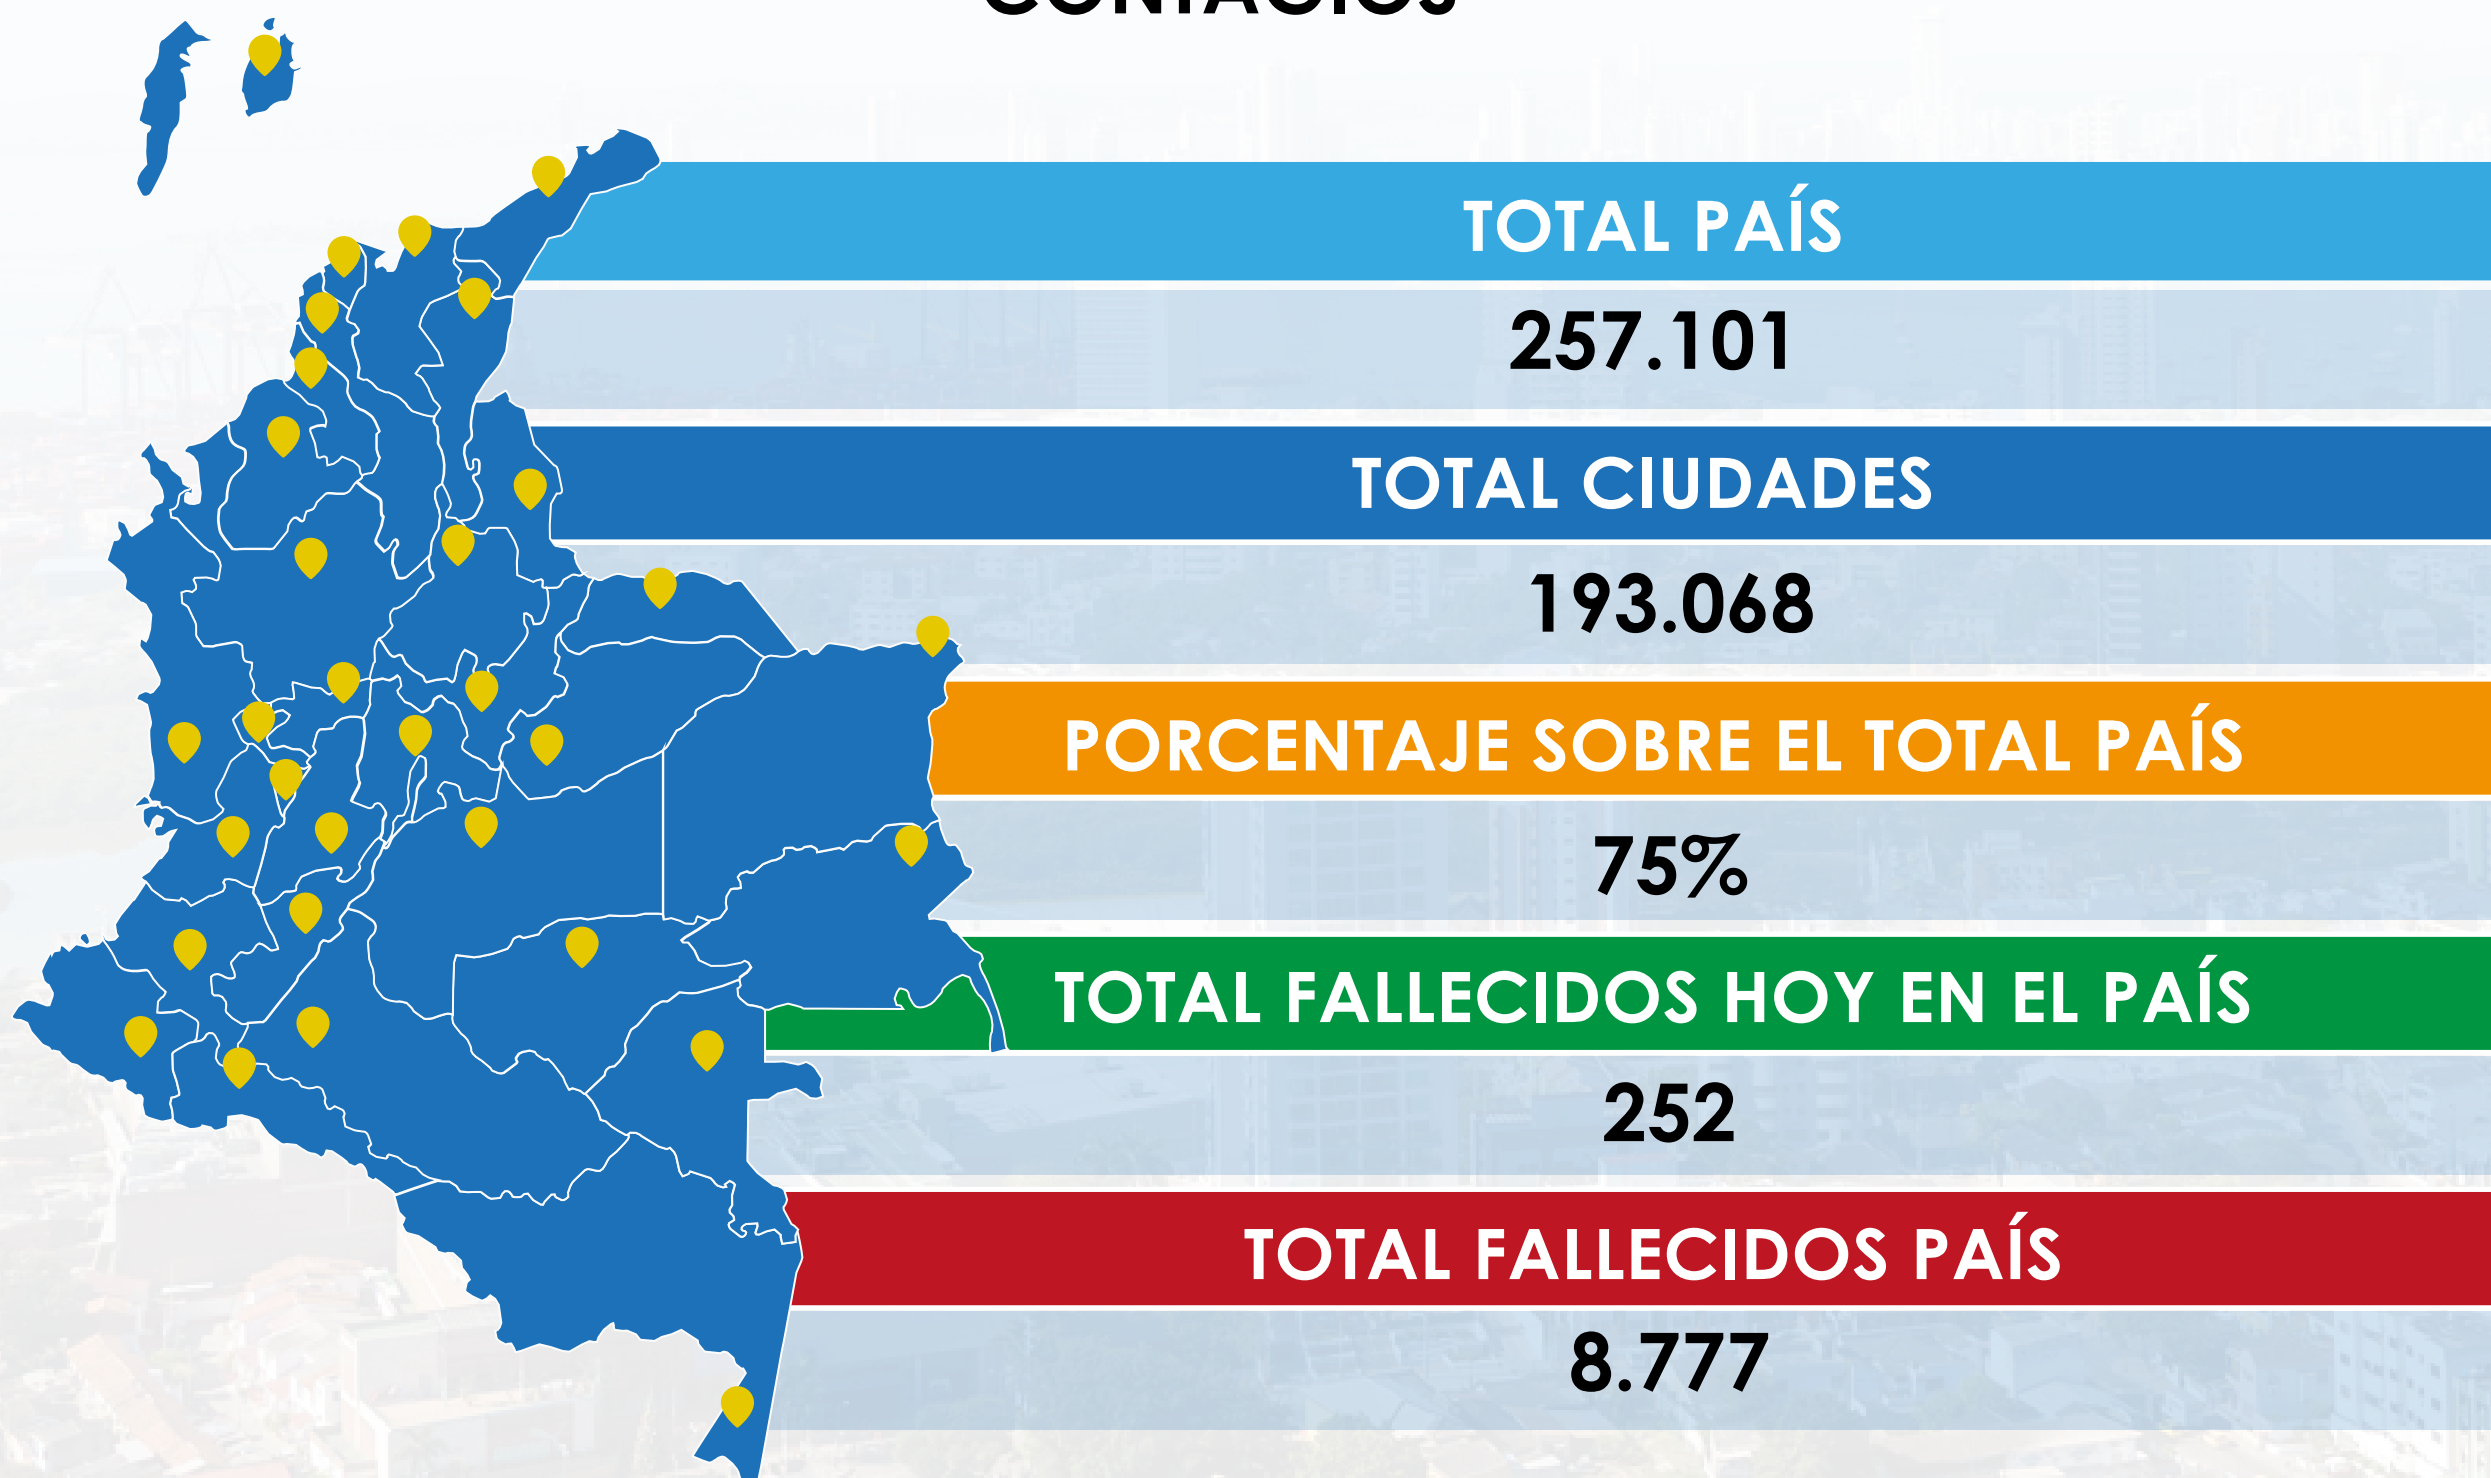 CONTAGIOS
TOTAL PAÍS
257.101
TOTAL CIUDADES
193.068
PORCENTAJE SOBRE EL TOTAL PAÍS
75%
TOTAL FALLECIDOS HOY EN EL PAÍS
252
TOTAL FALLECIDOS PAÍS
8.777